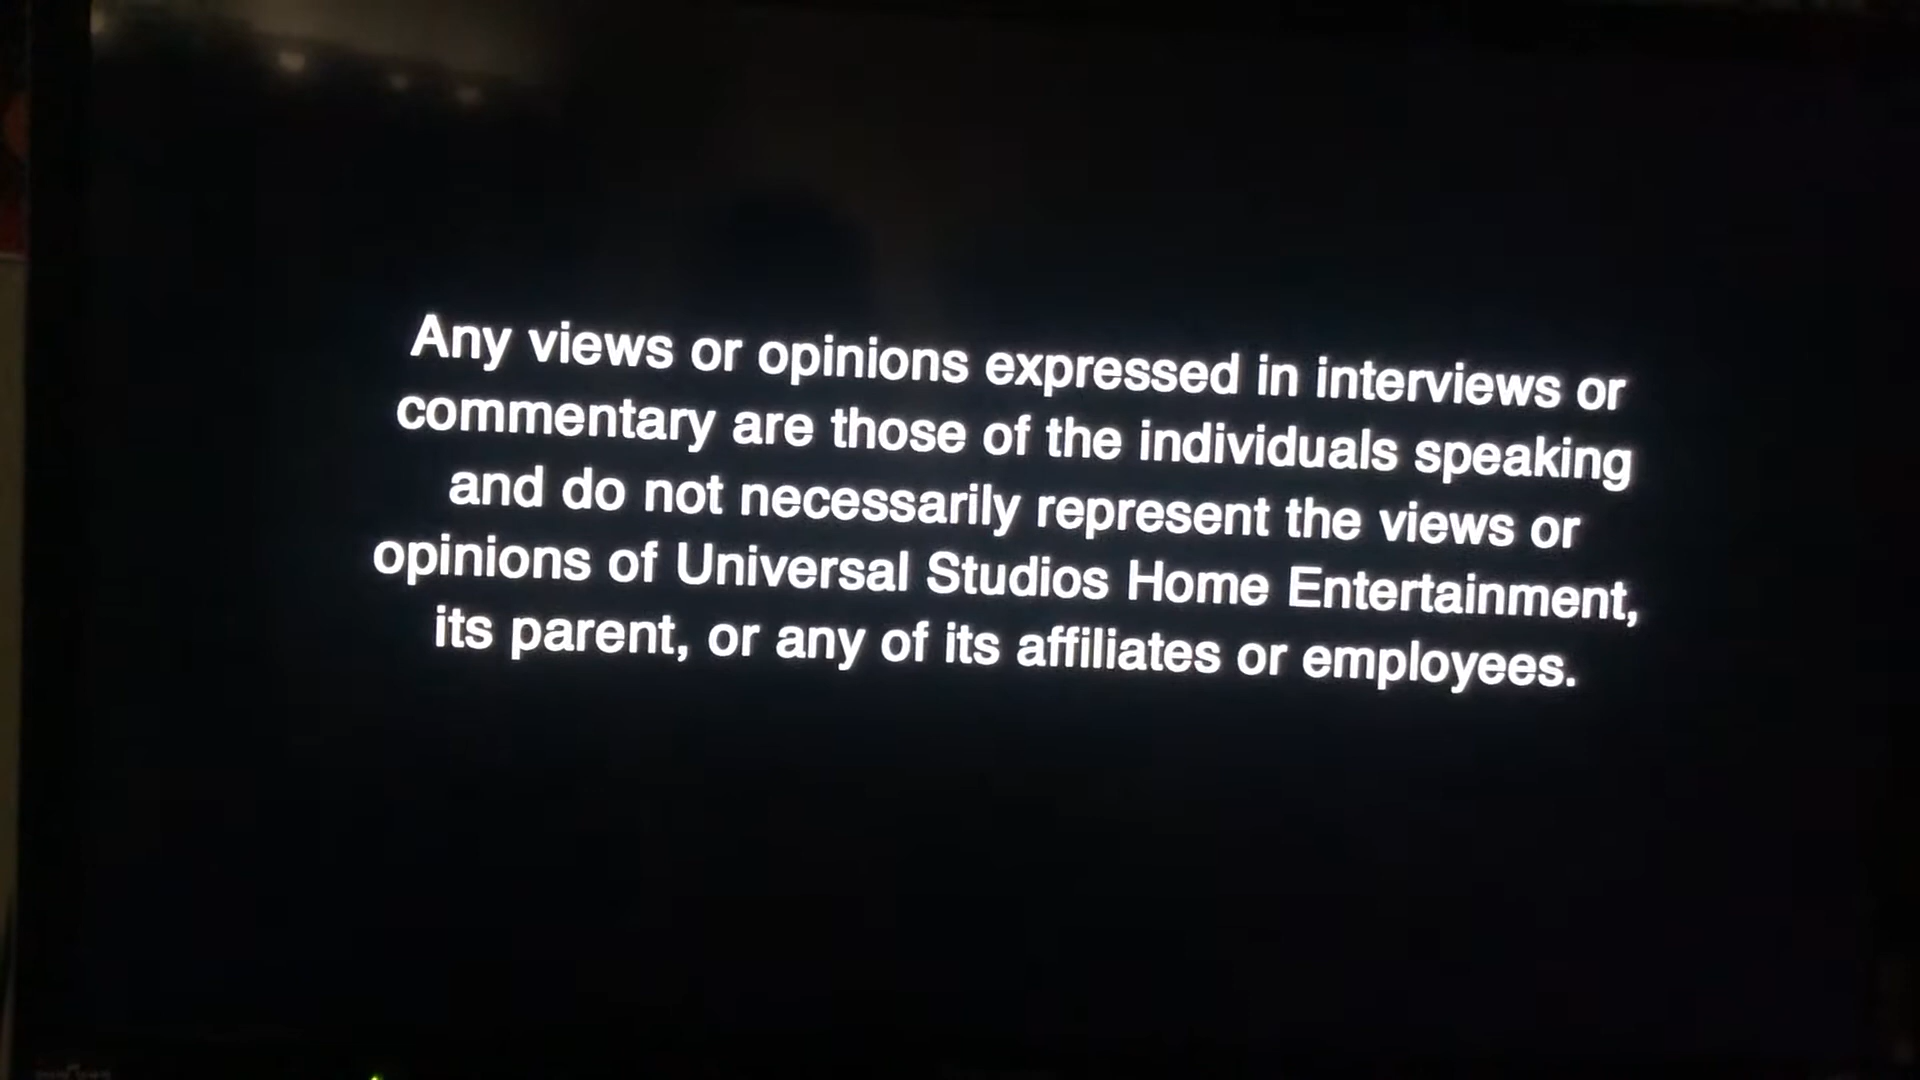 Any views or opinions expressed in interviews or
commentary are those of the individuals speaking
and do not necessarily represent the views or
opinions of Universal Studios Home Entertainment,
its parent, or any of its affiliates or employees.